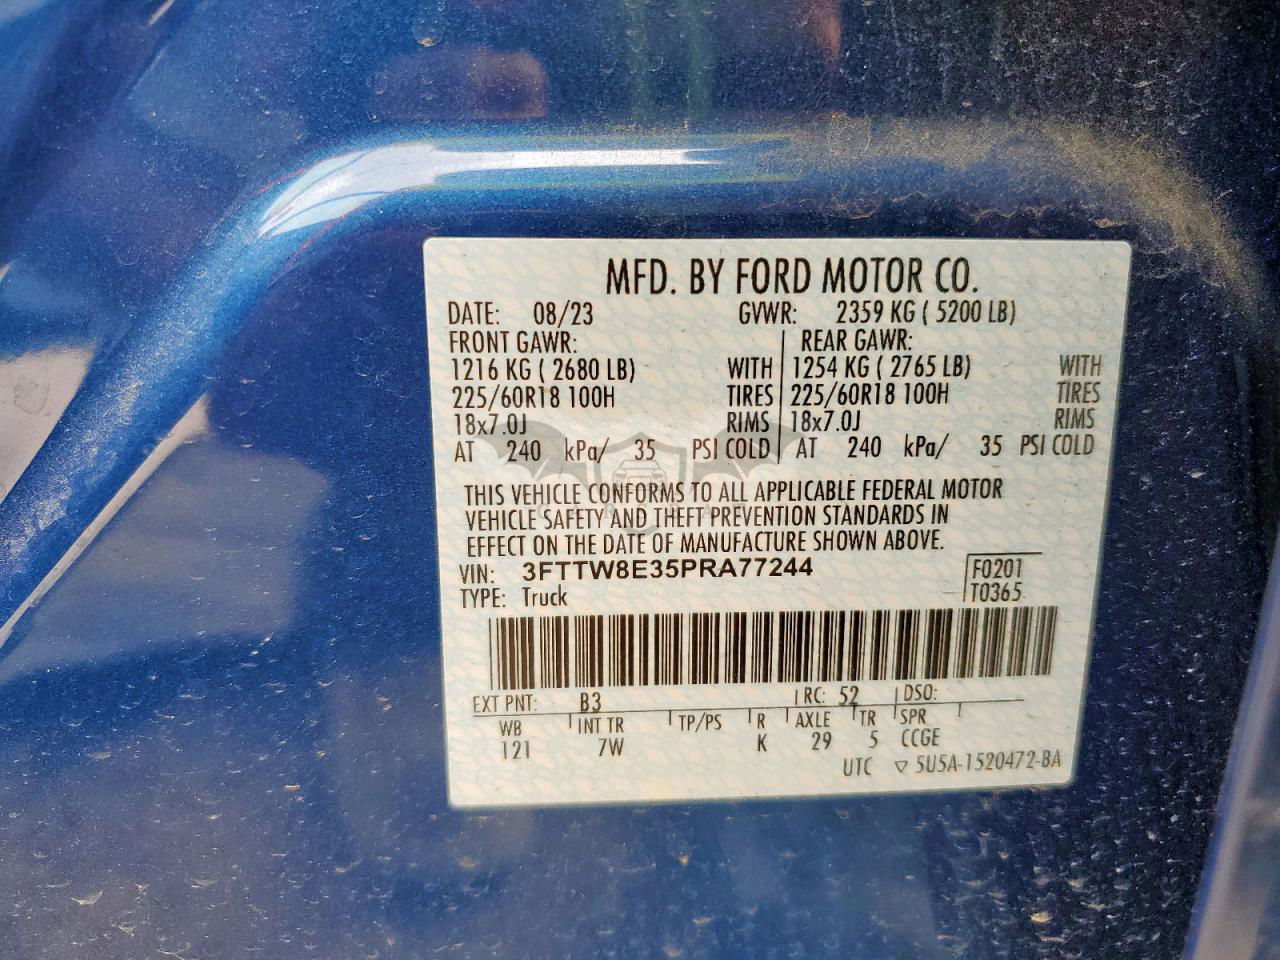 MFD. BY FORD MOTOR CO.
DATE: 08/23 GVWR: 2359 KG ( 5200 LB)
FRONT GAWR: REAR GAWR:
1216 KG ( 2680 LB) WITH 1254 KG ( 2765 LB) WITH
225/60R18 100H TIRES 225/60R18 100H TIRES
18x7.0J RIMS 18x7.0J RIMS
AT 240 kPa/ 35 PSI COLD AT 240 kPa/ 35 PSI COLD
THIS VEHICLE CONFORMS TO ALL APPLICABLE FEDERAL MOTOR
VEHICLE SAFETY AND THEFT PREVENTION STANDARDS IN
EFFECT ON THE DATE OF MANUFACTURE SHOWN ABOVE.
VIN: 3FTTW8E35PRA77244 F0201
TYPE: Truck T0365
EXT PNT: B3 RC: 52 DSO:
WB INT TR TP/PS R AXLE TR SPR
121 7W K 29 5 CCGE
UTC ▽ 5U5A-1520472-BA